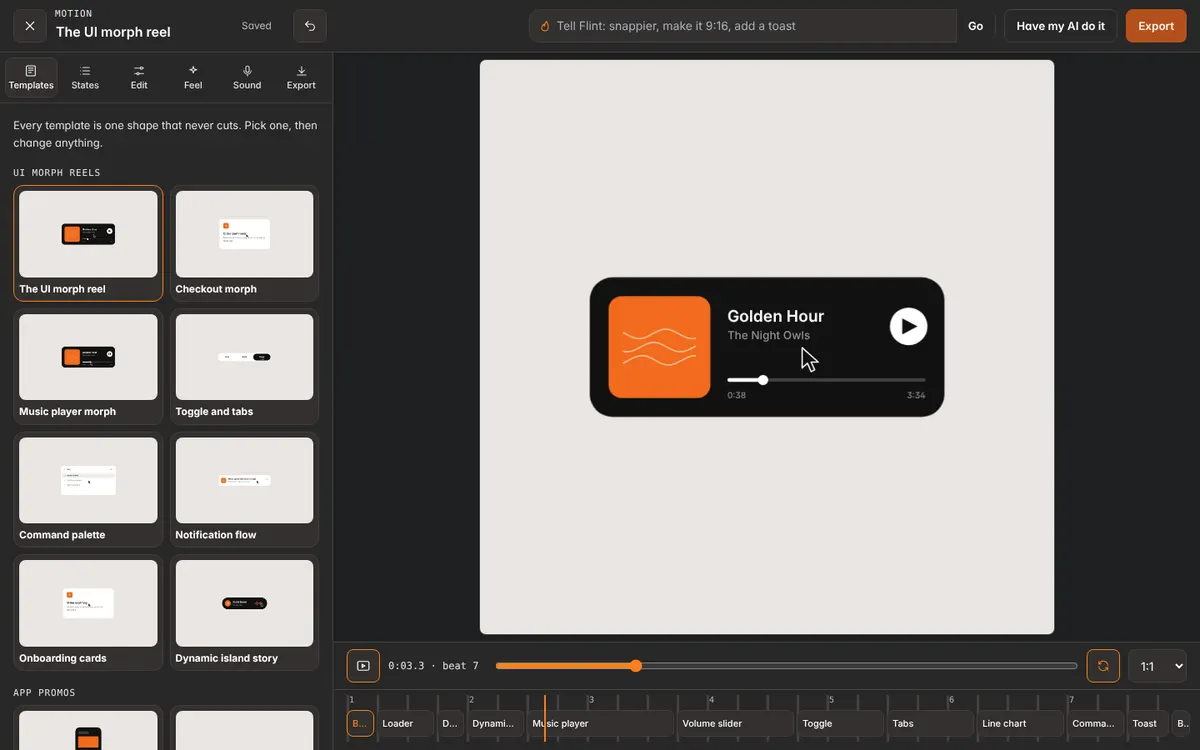 MOTION
The UI morph reel
Saved
Tell Flint: snappier, make it 9:16, add a toast
Go
Have my AI do it
Export
Templates
States
Edit
Feel
Sound
Export
Every template is one shape that never cuts. Pick one, then
change anything.
UI MORPH REELS
The UI morph reel
Checkout morph
Music player morph
Toggle and tabs
Command palette
Notification flow
Onboarding cards
Dynamic island story
APP PROMOS
Golden Hour
The Night Owls
0:38
3:34
0:03.3 · beat 7
1:1
1
2
3
4
5
6
7
B...
Loader
D...
Dynami...
Music player
Volume slider
Toggle
Tabs
Line chart
Comma...
Toast
B..